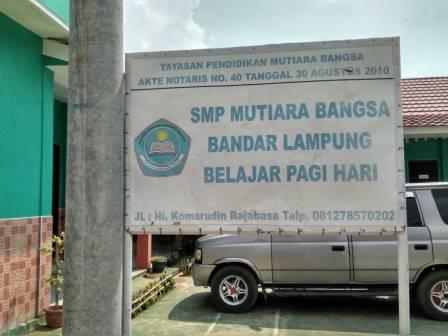 YAYASAN PENDIDIKAN MUTIARA BANGSA
AKTE NOTARIS NO. 40 TANGGAL 30 AGUSTUS 2010
SMP MUTIARA BANGSA
BANDAR LAMPUNG
BELAJAR PAGI HARI
JL ; Hi. Komarudin Rajabasa Telp. 081278570202